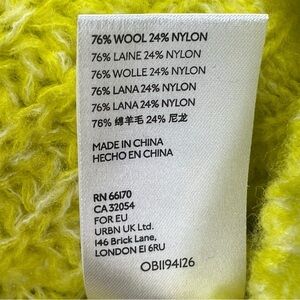 76% WOOL 24% NYLON
76% LAINE 24% NYLON
76% WOLLE 24% NYLON
76% LANA 24% NYLON
76% LANA 24% NYLON
76% 绵羊毛 24% 尼龙
MADE IN CHINA
HECHO EN CHINA
RN 66170
CA 32054
FOR EU
URBN UK Ltd.
146 Brick Lane,
LONDON E1 6RU
OB1194126